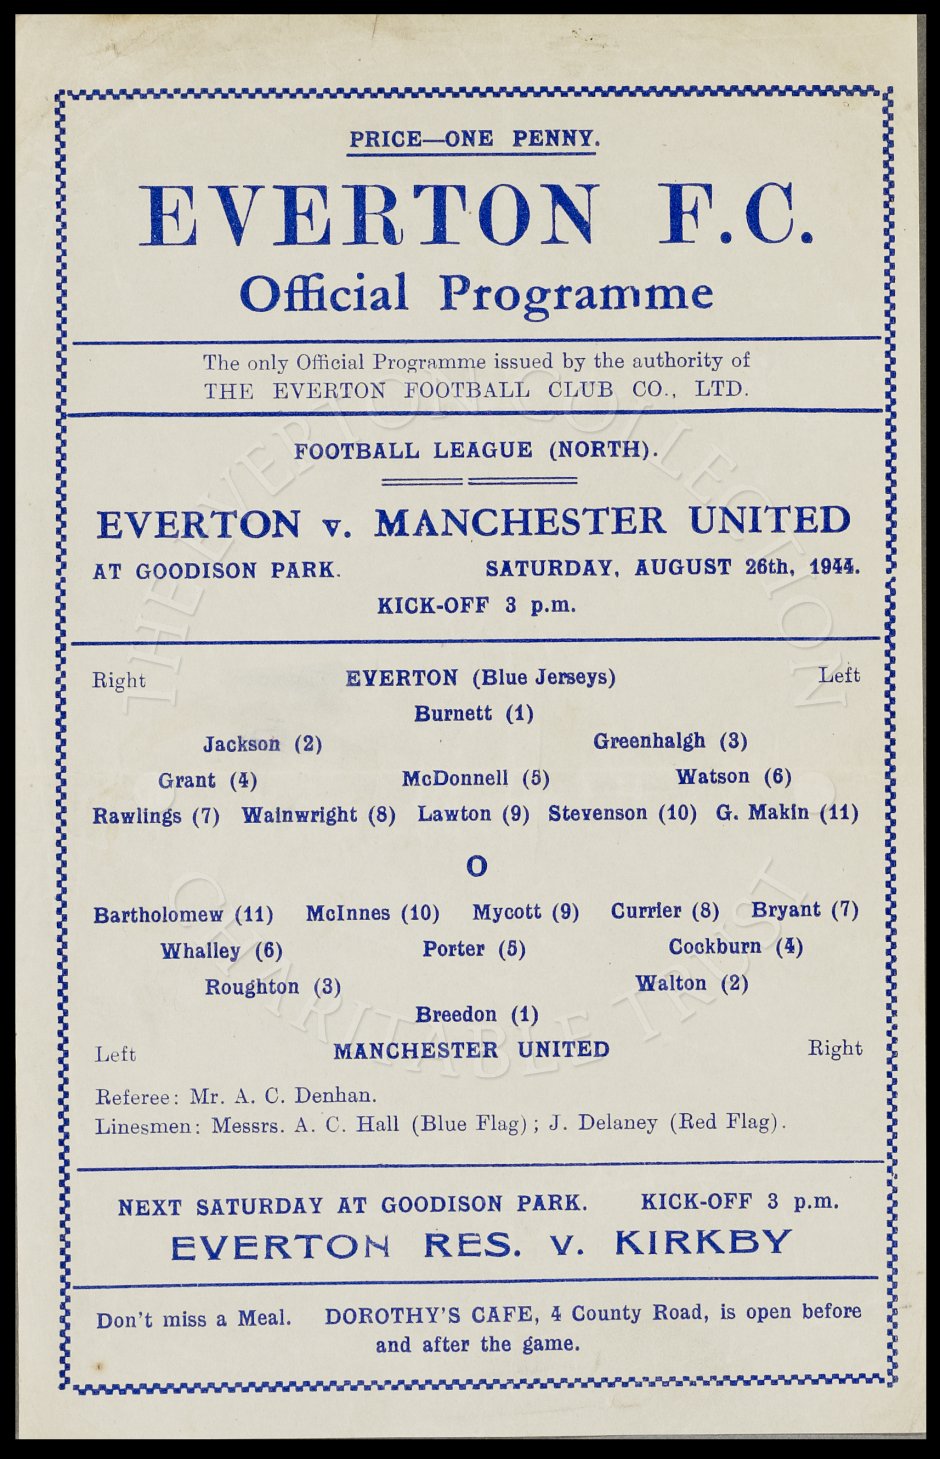 PRICE—ONE PENNY.
EVERTON F.C.
Official Programme
The only Official Programme issued by the authority of
THE EVERTON FOOTBALL CLUB CO., LTD.
FOOTBALL LEAGUE (NORTH).
EVERTON v. MANCHESTER UNITED
AT GOODISON PARK. SATURDAY, AUGUST 26th, 1944.
KICK-OFF 3 p.m.
Right EVERTON (Blue Jerseys) Left
Burnett (1)
Jackson (2) Greenhalgh (3)
Grant (4) McDonnell (5) Watson (6)
Rawlings (7) Wainwright (8) Lawton (9) Stevenson (10) G. Makin (11)
O
Bartholomew (11) McInnes (10) Mycott (9) Currier (8) Bryant (7)
Whalley (6) Porter (5) Cockburn (4)
Roughton (3) Walton (2)
Breedon (1)
Left MANCHESTER UNITED Right
Referee: Mr. A. C. Denhan.
Linesmen: Messrs. A. C. Hall (Blue Flag); J. Delaney (Red Flag).
NEXT SATURDAY AT GOODISON PARK. KICK-OFF 3 p.m.
EVERTON RES. v. KIRKBY
Don't miss a Meal. DOROTHY'S CAFE, 4 County Road, is open before
and after the game.
THE EVERTON COLLECTION
CHARITABLE TRUST